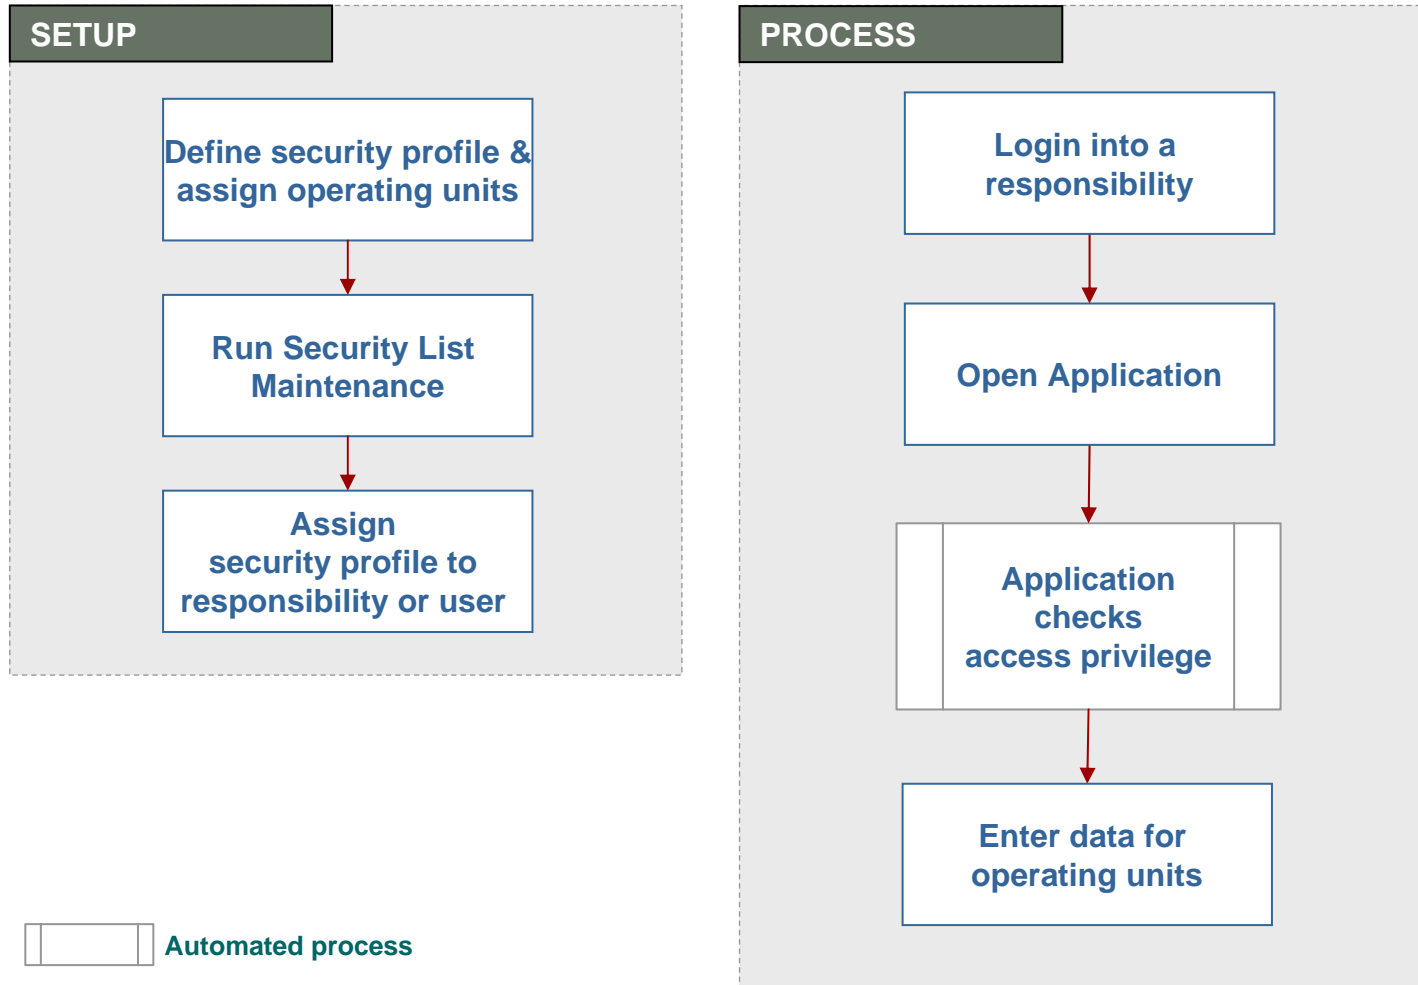 SETUP
Define security profile &
assign operating units
Run Security List
Maintenance
Assign
security profile to
responsibility or user
PROCESS
Login into a
responsibility
Open Application
Application
checks
access privilege
Enter data for
operating units
Automated process